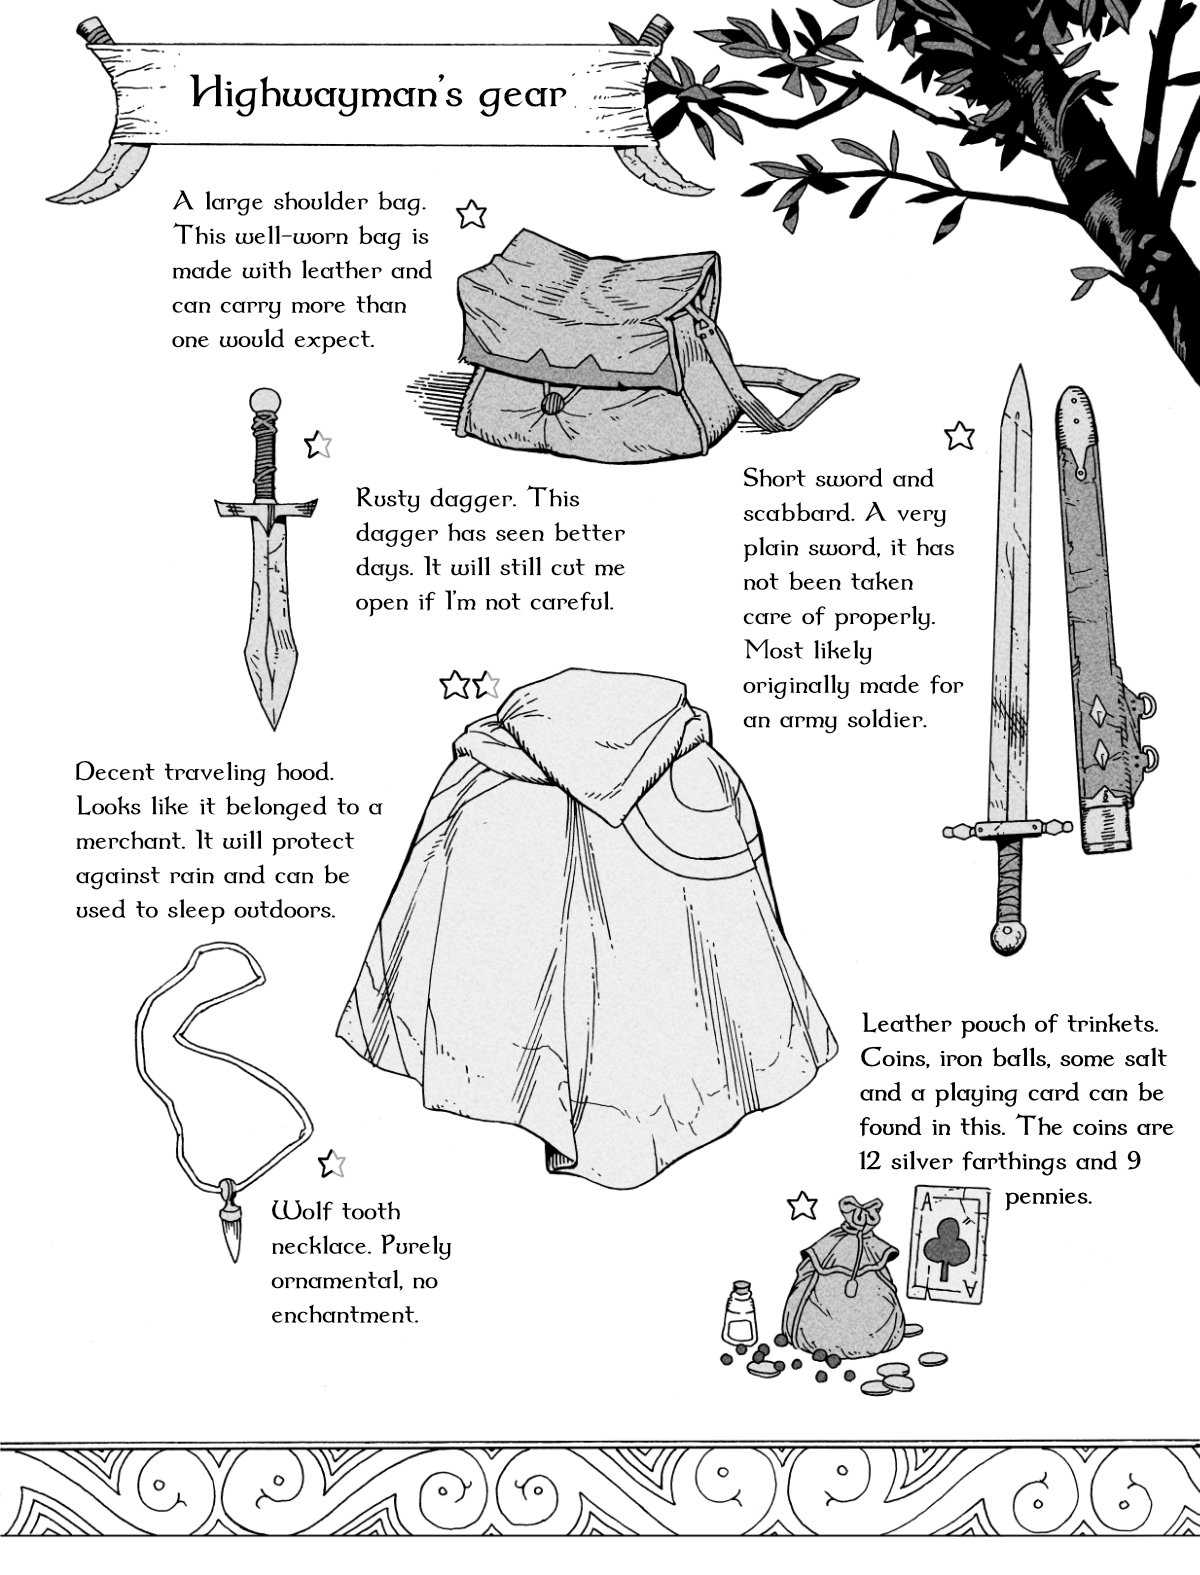 Highwayman's gear
A large shoulder bag.
This well-worn bag is
made with leather and
can carry more than
one would expect.
Rusty dagger. This
dagger has seen better
days. It will still cut me
open if I'm not careful.
Short sword and
scabbard. A very
plain sword, it has
not been taken
care of properly.
Most likely
originally made for
an army soldier.
Decent traveling hood.
Looks like it belonged to a
merchant. It will protect
against rain and can be
used to sleep outdoors.
Leather pouch of trinkets.
Coins, iron balls, some salt
and a playing card can be
found in this. The coins are
12 silver farthings and 9
pennies.
Wolf tooth
necklace. Purely
ornamental, no
enchantment.
A
A